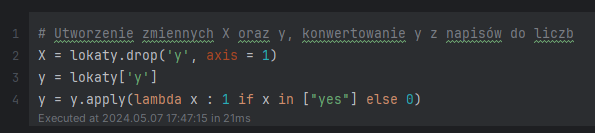 1 # Utworzenie zmiennych X oraz y, konwertowanie y z napisów do liczb
2 X = lokaty.drop('y', axis = 1)
3 y = lokaty['y']
4 y = y.apply(lambda x : 1 if x in ["yes"] else 0)
Executed at 2024.05.07 17:47:15 in 21ms